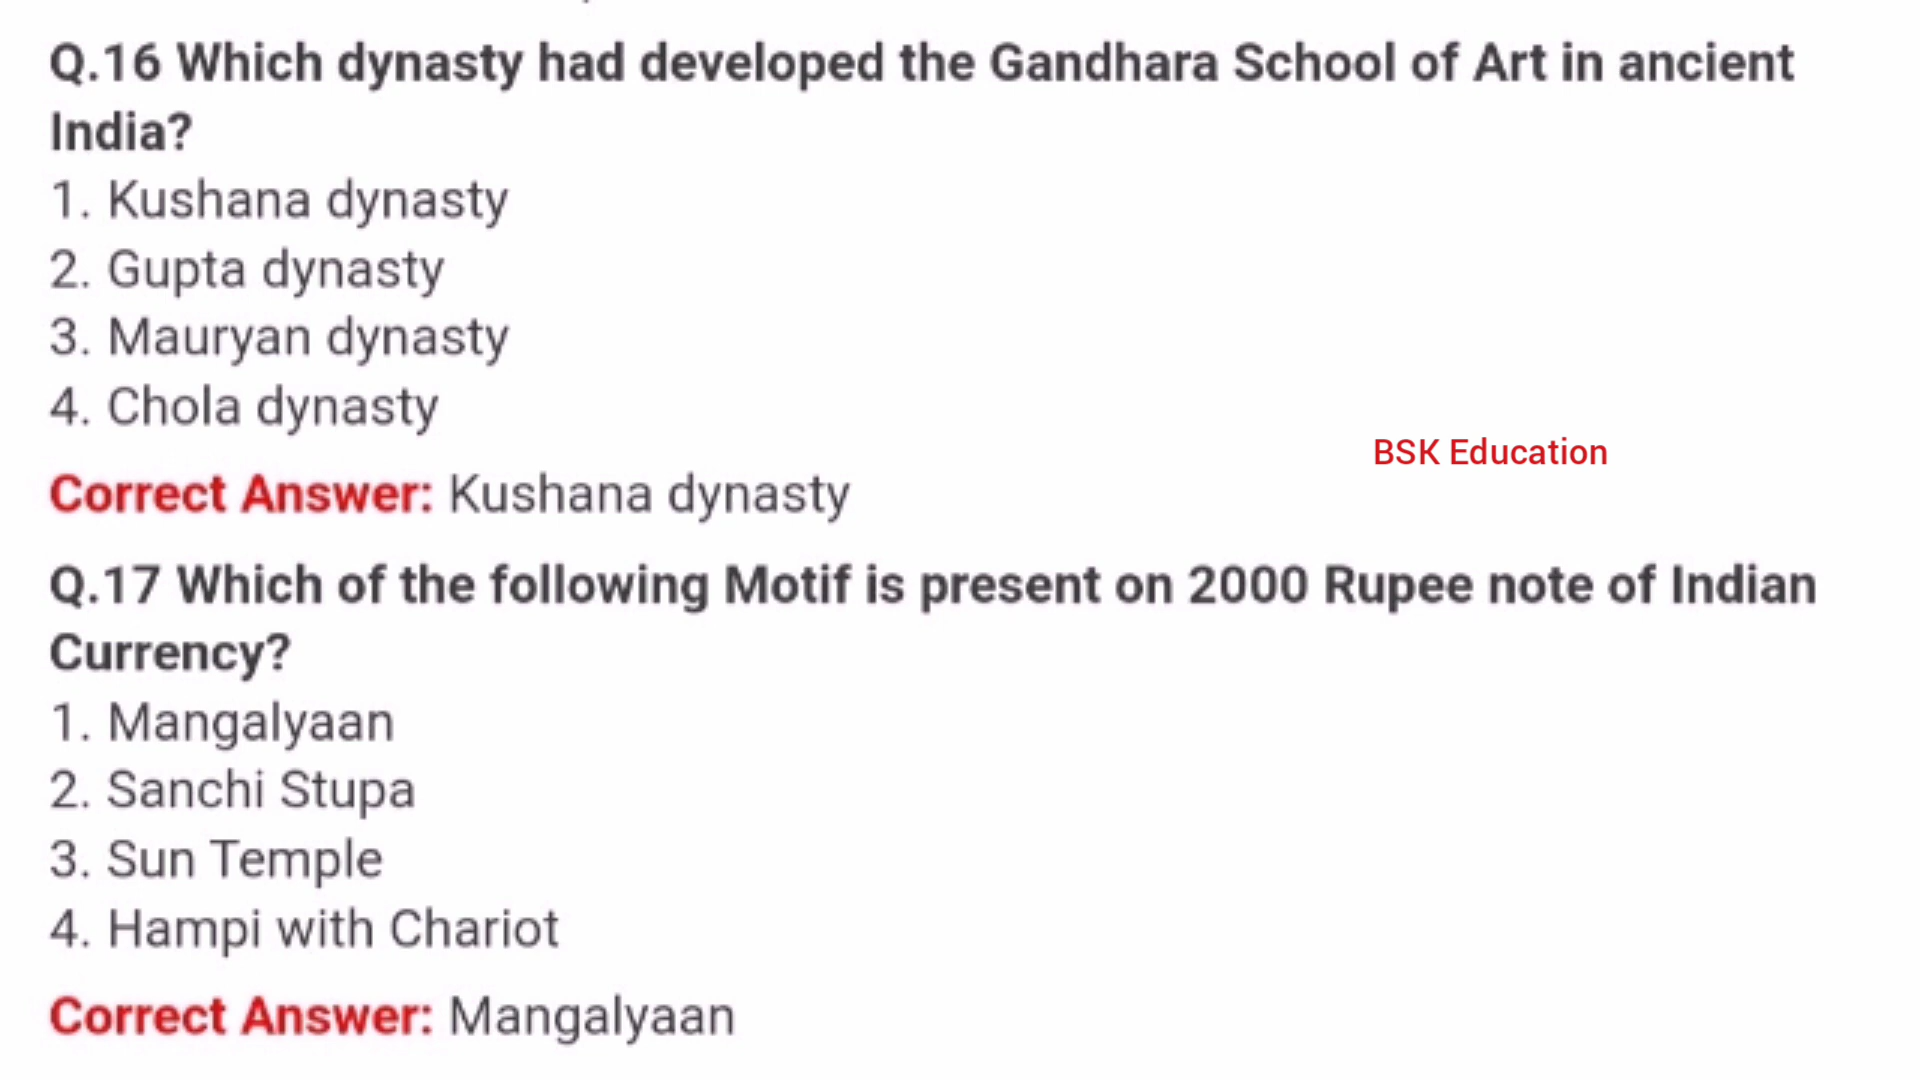 Q.16 Which dynasty had developed the Gandhara School of Art in ancient
India?
1. Kushana dynasty
2. Gupta dynasty
3. Mauryan dynasty
4. Chola dynasty
BSK Education
Correct Answer: Kushana dynasty
Q.17 Which of the following Motif is present on 2000 Rupee note of Indian
Currency?
1. Mangalyaan
2. Sanchi Stupa
3. Sun Temple
4. Hampi with Chariot
Correct Answer: Mangalyaan